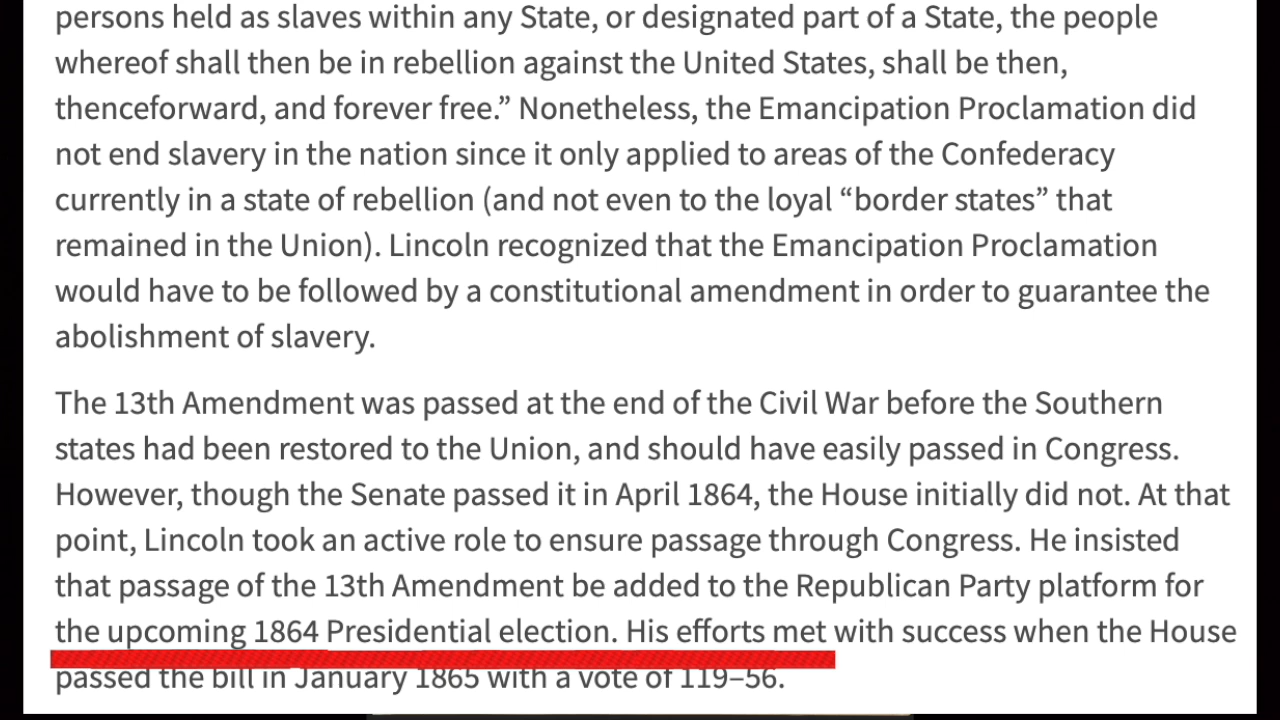 persons held as slaves within any State, or designated part of a State, the people
whereof shall then be in rebellion against the United States, shall be then,
thenceforward, and forever free.” Nonetheless, the Emancipation Proclamation did
not end slavery in the nation since it only applied to areas of the Confederacy
currently in a state of rebellion (and not even to the loyal “border states” that
remained in the Union). Lincoln recognized that the Emancipation Proclamation
would have to be followed by a constitutional amendment in order to guarantee the
abolishment of slavery.
The 13th Amendment was passed at the end of the Civil War before the Southern
states had been restored to the Union, and should have easily passed in Congress.
However, though the Senate passed it in April 1864, the House initially did not. At that
point, Lincoln took an active role to ensure passage through Congress. He insisted
that passage of the 13th Amendment be added to the Republican Party platform for
the upcoming 1864 Presidential election. His efforts met with success when the House
passed the bill in January 1865 with a vote of 119–56.